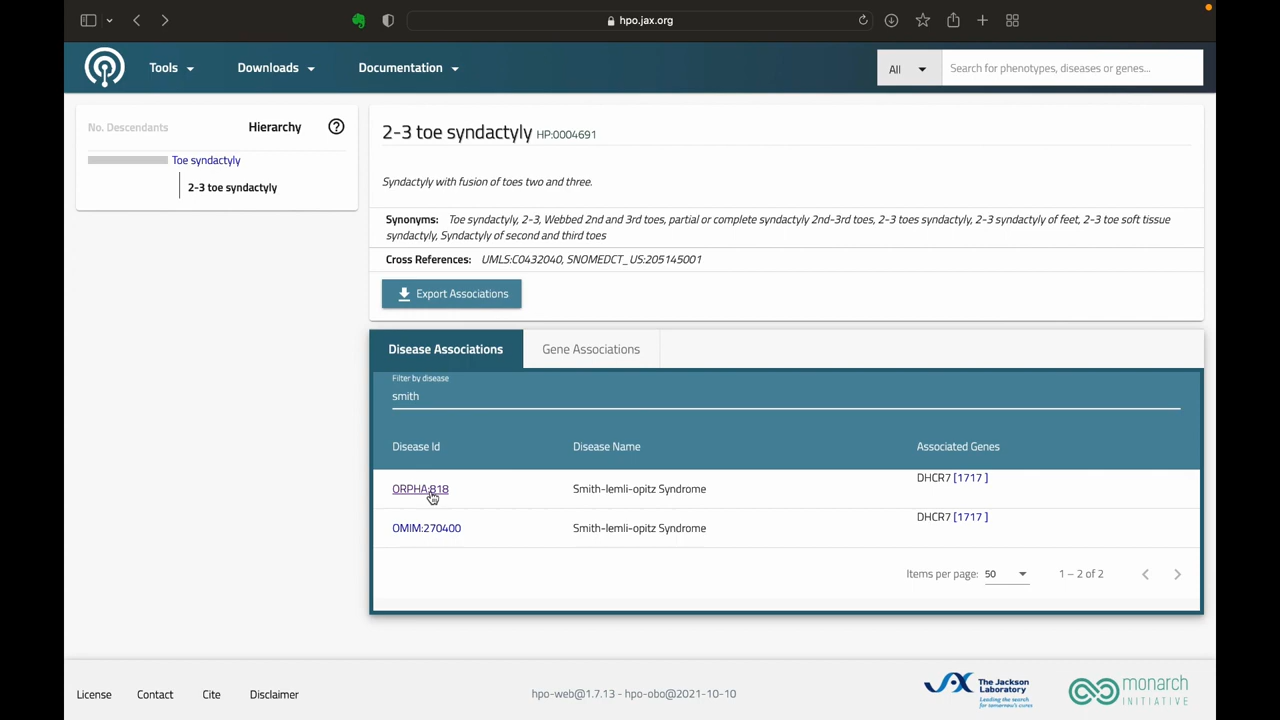 hpo.jax.org
Tools
Downloads
Documentation
All
Search for phenotypes, diseases or genes...
No. Descendants
Hierarchy
Toe syndactyly
2-3 toe syndactyly
2-3 toe syndactyly HP:0004691
Syndactyly with fusion of toes two and three.
Synonyms: Toe syndactyly, 2-3, Webbed 2nd and 3rd toes, partial or complete syndactyly 2nd-3rd toes, 2-3 toes syndactyly, 2-3 syndactyly of feet, 2-3 toe soft tissue
syndactyly, Syndactyly of second and third toes
Cross References: UMLS:C0432040, SNOMEDCT_US:205145001
Export Associations
Disease Associations
Gene Associations
Filter by disease
smith
Disease Id Disease Name Associated Genes
ORPHA:818 Smith-lemli-opitz Syndrome DHCR7 [1717 ]
OMIM:270400 Smith-lemli-opitz Syndrome DHCR7 [1717 ]
Items per page: 50 1 – 2 of 2
License Contact Cite Disclaimer
hpo-web@1.7.13 - hpo-obo@2021-10-10
JAX The Jackson
Laboratory
Leading the search
for tomorrow's cures
monarch
INITIATIVE